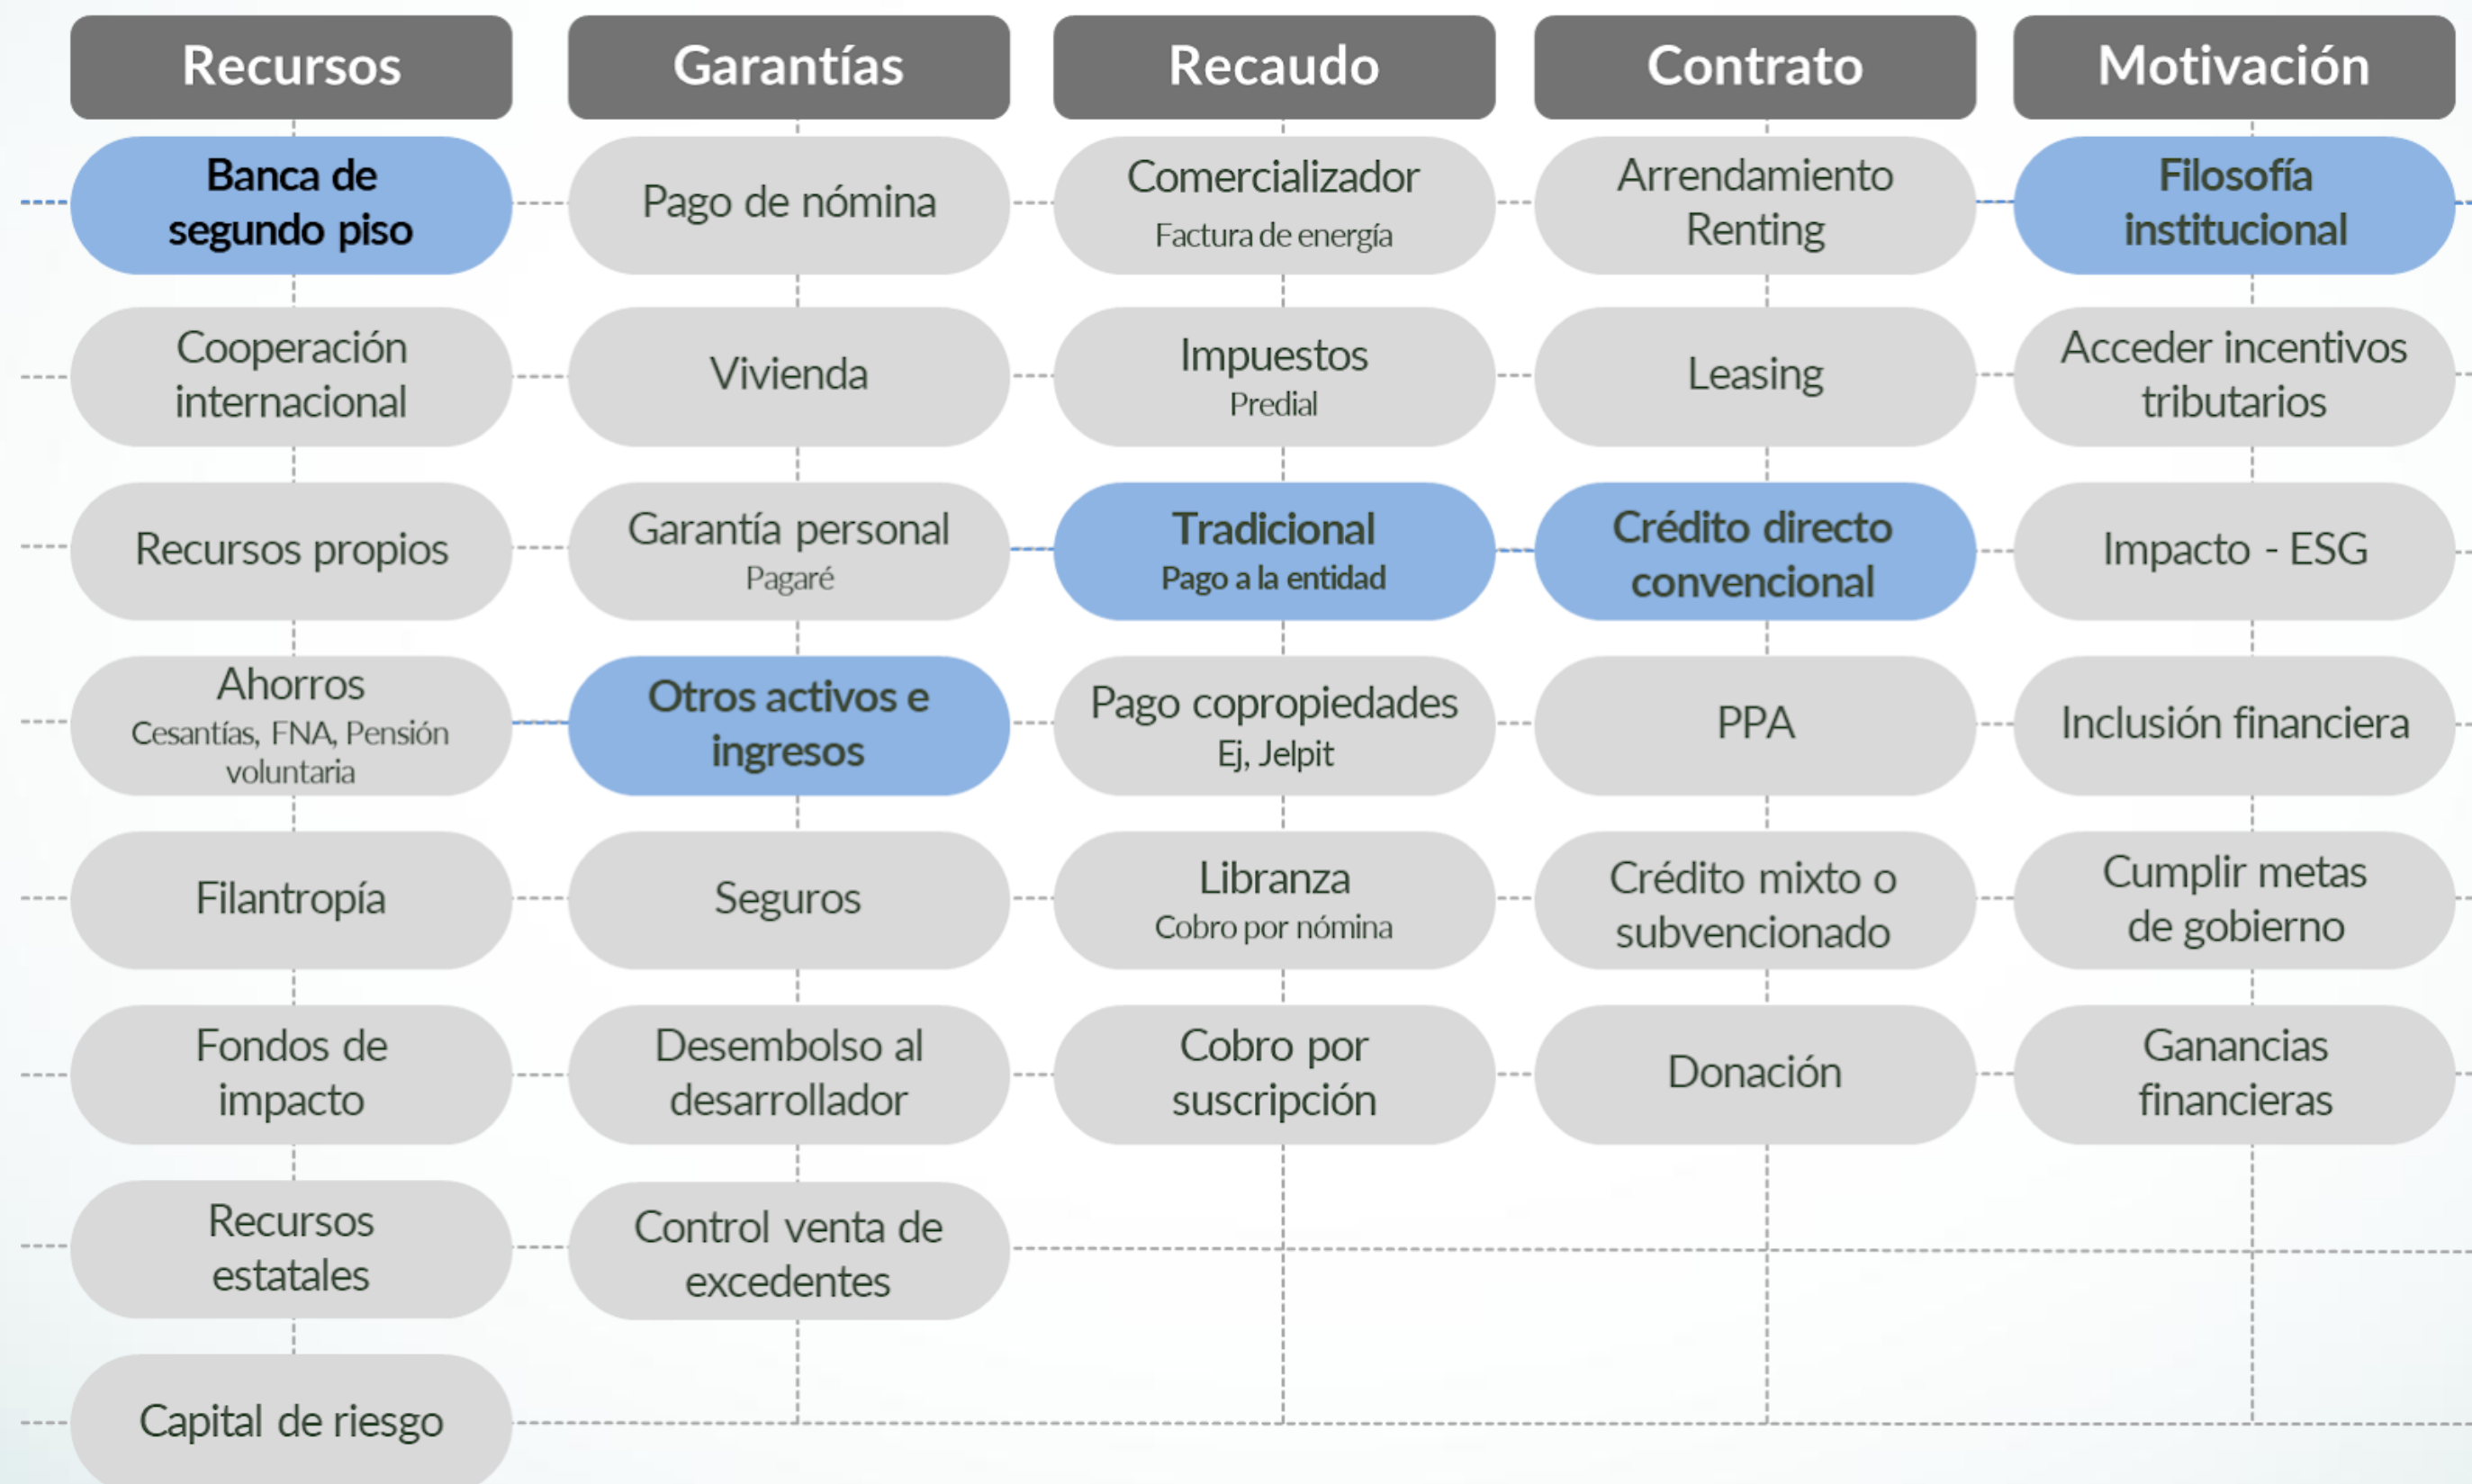 Recursos
Garantías
Recaudo
Contrato
Motivación
Banca de
segundo piso
Pago de nómina
Comercializador
Factura de energía
Arrendamiento
Renting
Filosofía
institucional
Cooperación
internacional
Vivienda
Impuestos
Predial
Leasing
Acceder incentivos
tributarios
Recursos propios
Garantía personal
Pagaré
Tradicional
Pago a la entidad
Crédito directo
convencional
Impacto - ESG
Ahorros
Cesantías, FNA, Pensión
voluntaria
Otros activos e
ingresos
Pago copropiedades
Ej, Jelpit
PPA
Inclusión financiera
Filantropía
Seguros
Libranza
Cobro por nómina
Crédito mixto o
subvencionado
Cumplir metas
de gobierno
Fondos de
impacto
Desembolso al
desarrollador
Cobro por
suscripción
Donación
Ganancias
financieras
Recursos
estatales
Control venta de
excedentes
Capital de riesgo